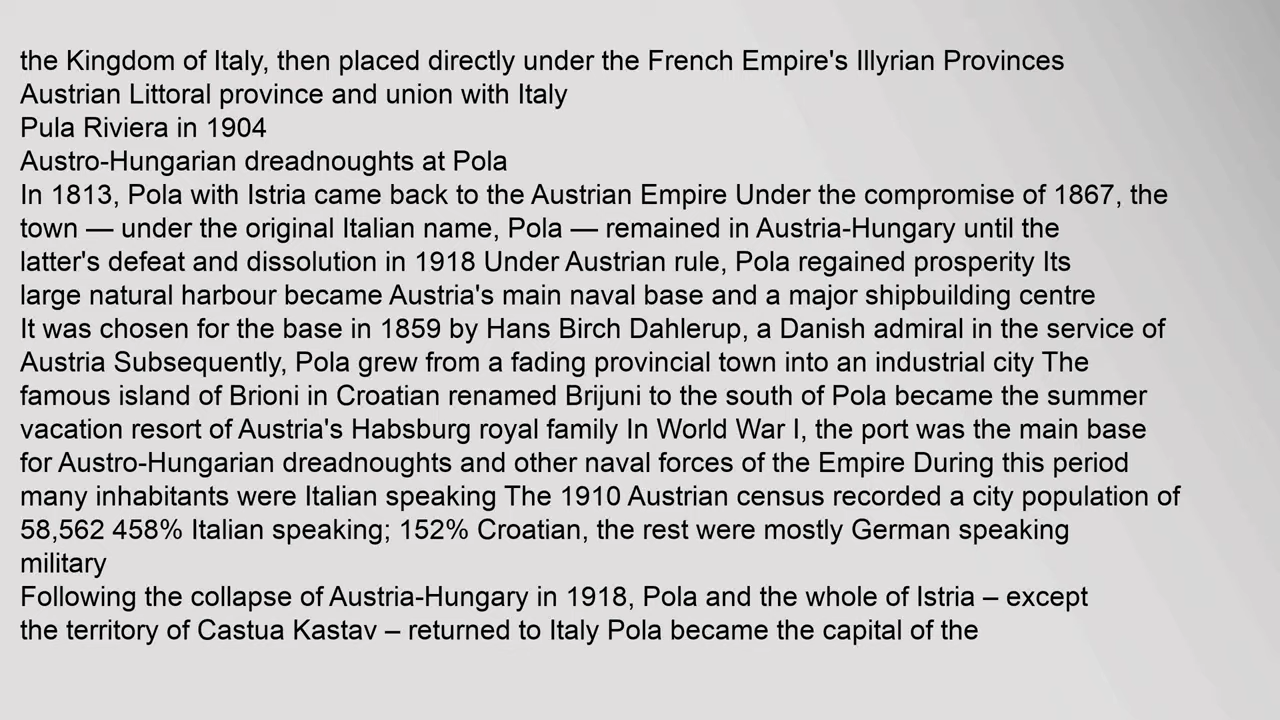 the Kingdom of Italy, then placed directly under the French Empire's Illyrian Provinces
Austrian Littoral province and union with Italy
Pula Riviera in 1904
Austro-Hungarian dreadnoughts at Pola
In 1813, Pola with Istria came back to the Austrian Empire Under the compromise of 1867, the
town — under the original Italian name, Pola — remained in Austria-Hungary until the
latter's defeat and dissolution in 1918 Under Austrian rule, Pola regained prosperity Its
large natural harbour became Austria's main naval base and a major shipbuilding centre
It was chosen for the base in 1859 by Hans Birch Dahlerup, a Danish admiral in the service of
Austria Subsequently, Pola grew from a fading provincial town into an industrial city The
famous island of Brioni in Croatian renamed Brijuni to the south of Pola became the summer
vacation resort of Austria's Habsburg royal family In World War I, the port was the main base
for Austro-Hungarian dreadnoughts and other naval forces of the Empire During this period
many inhabitants were Italian speaking The 1910 Austrian census recorded a city population of
58,562 458% Italian speaking; 152% Croatian, the rest were mostly German speaking
military
Following the collapse of Austria-Hungary in 1918, Pola and the whole of Istria – except
the territory of Castua Kastav – returned to Italy Pola became the capital of the